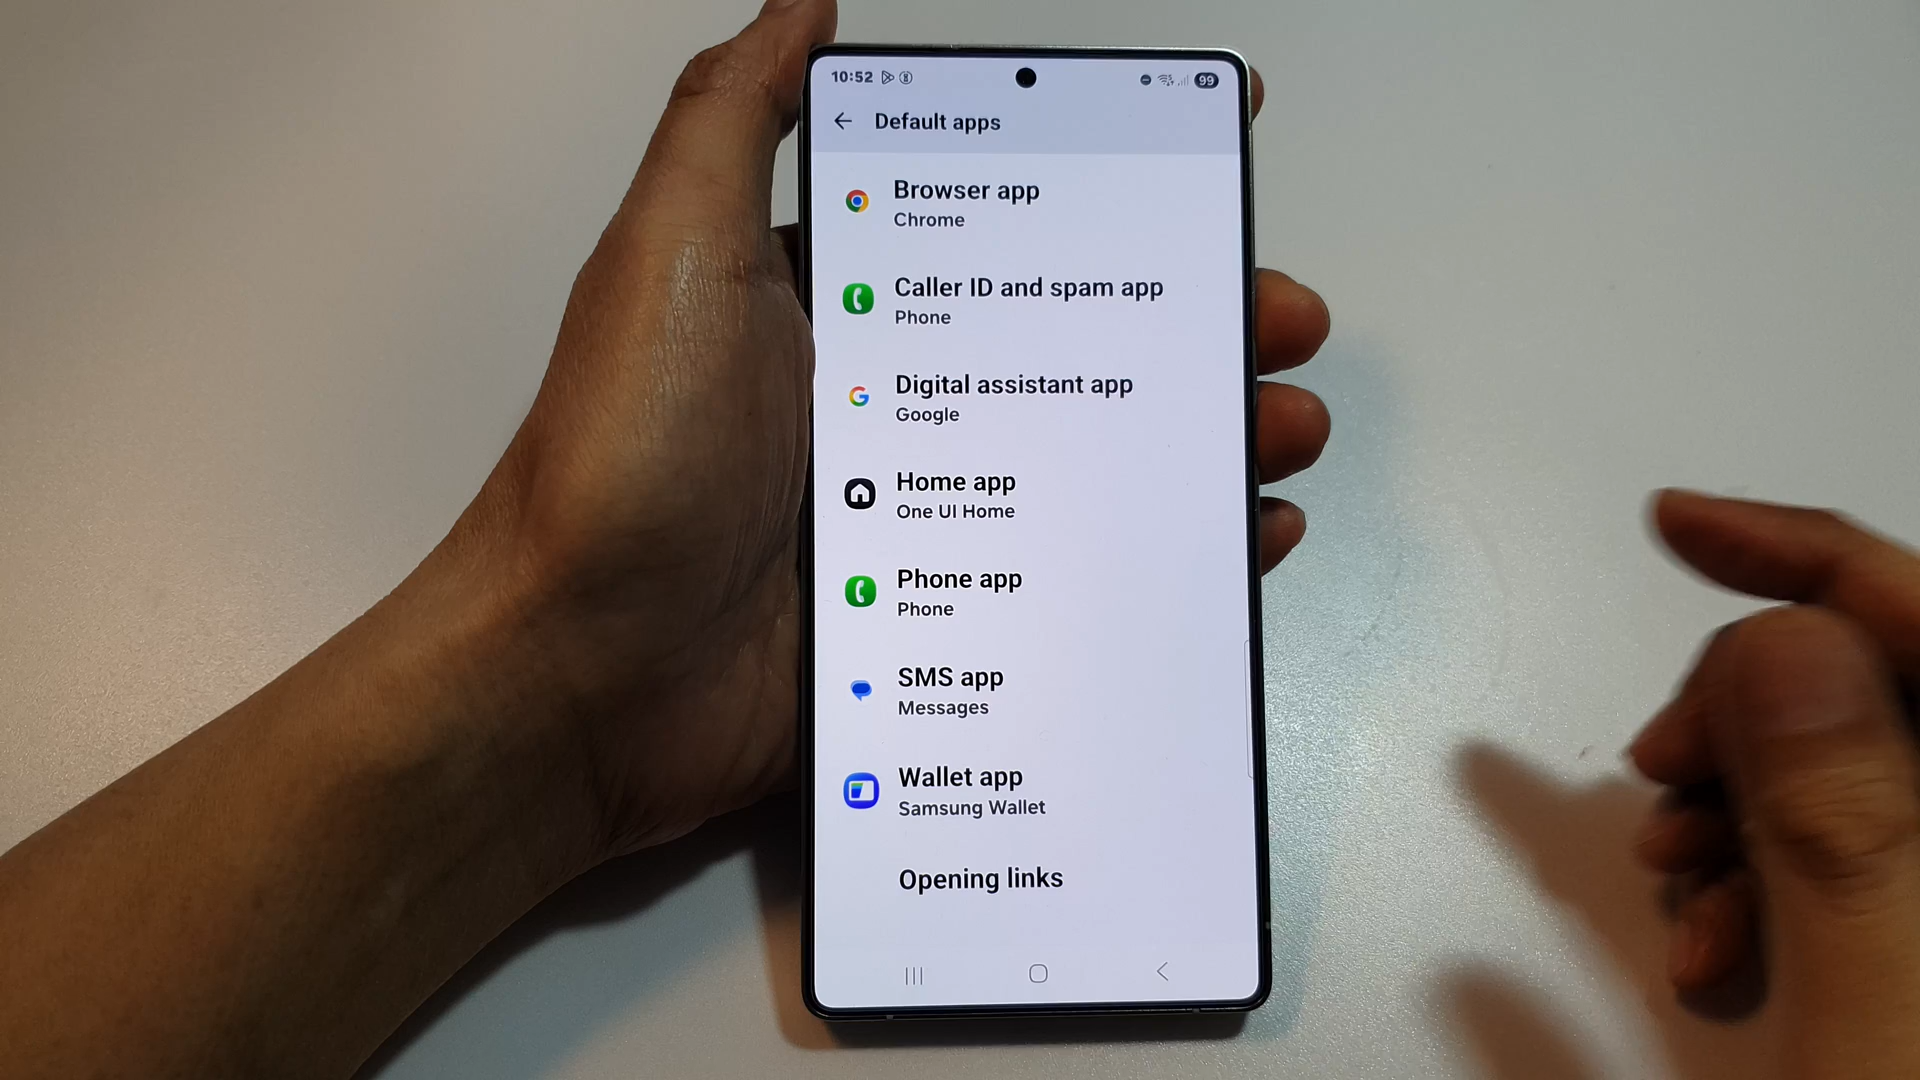 10:52
99
Default apps
Browser app
Chrome
Caller ID and spam app
Phone
Digital assistant app
Google
Home app
One UI Home
Phone app
Phone
SMS app
Messages
Wallet app
Samsung Wallet
Opening links